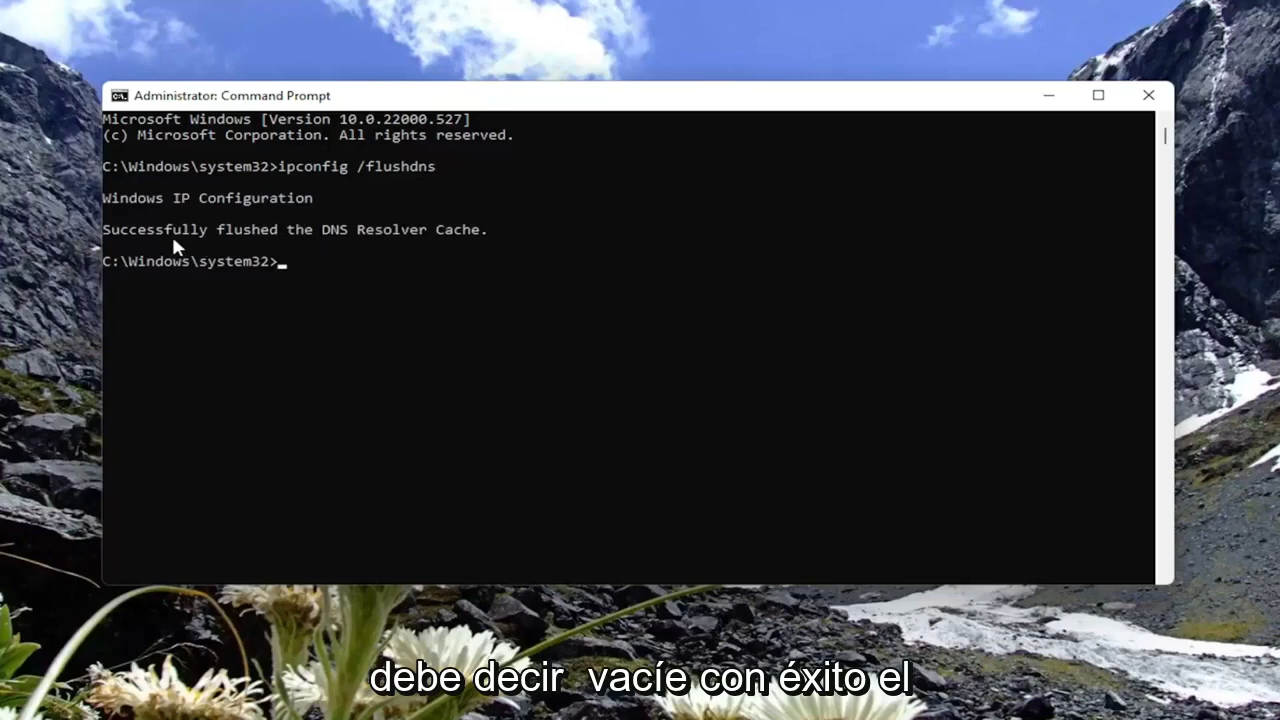 Administrator: Command Prompt
Microsoft Windows [Version 10.0.22000.527]
(c) Microsoft Corporation. All rights reserved.
C:\Windows\system32>ipconfig /flushdns
Windows IP Configuration
Successfully flushed the DNS Resolver Cache.
C:\Windows\system32>
debe decir  vacíe con éxito el